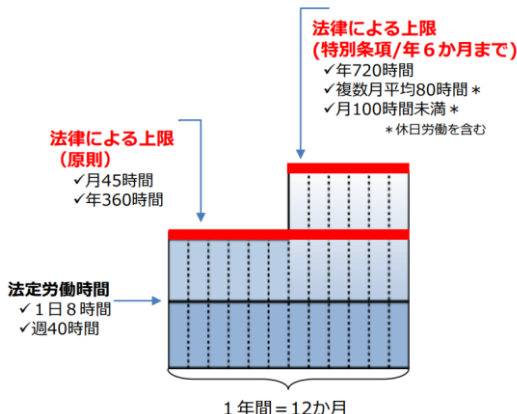 法律による上限
(特別条項/年６か月まで)
✓年720時間
✓複数月平均80時間＊
✓月100時間未満＊
＊休日労働を含む
法律による上限
（原則）
✓月45時間
✓年360時間
法定労働時間
✓１日８時間
✓週40時間
１年間＝12か月